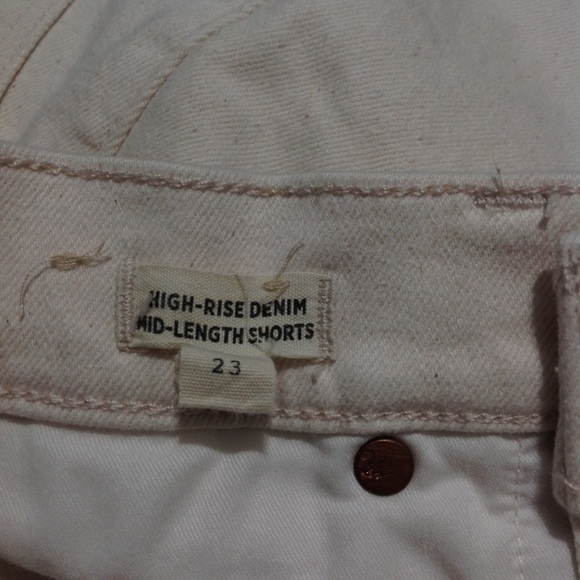 HIGH-RISE DENIM
MID-LENGTH SHORTS
23